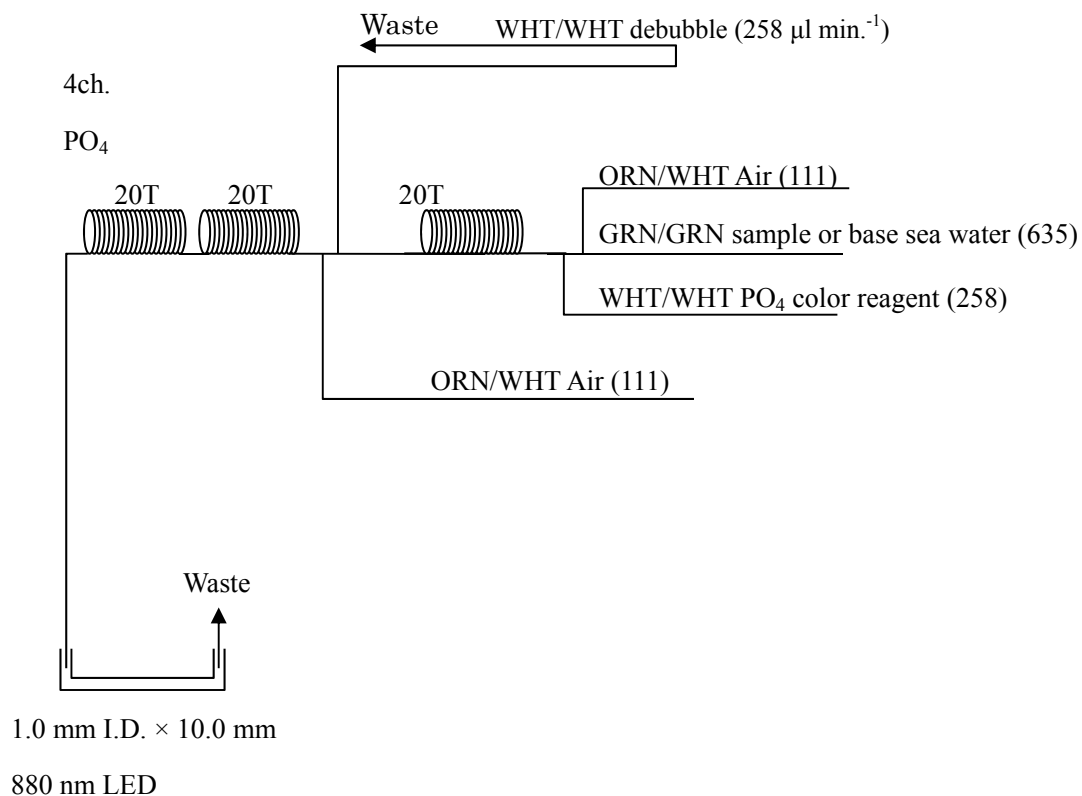 Waste
WHT/WHT debubble (258 μl min.⁻¹)
4ch.
PO₄
20T
20T
20T
ORN/WHT Air (111)
GRN/GRN sample or base sea water (635)
WHT/WHT PO₄ color reagent (258)
ORN/WHT Air (111)
Waste
1.0 mm I.D. × 10.0 mm
880 nm LED